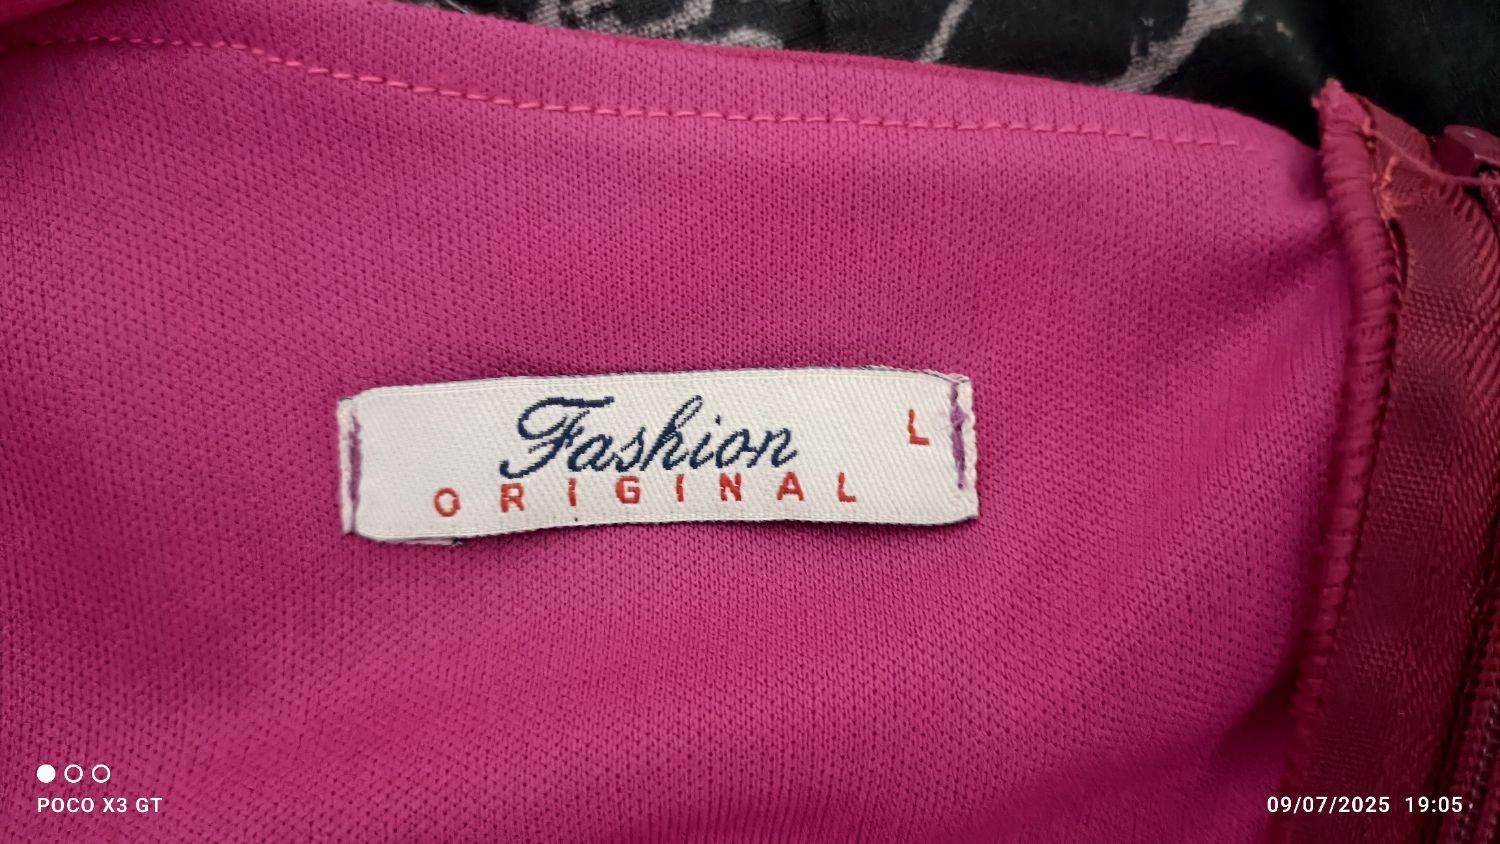 Fashion L
ORIGINAL
POCO X3 GT
09/07/2025 19:05